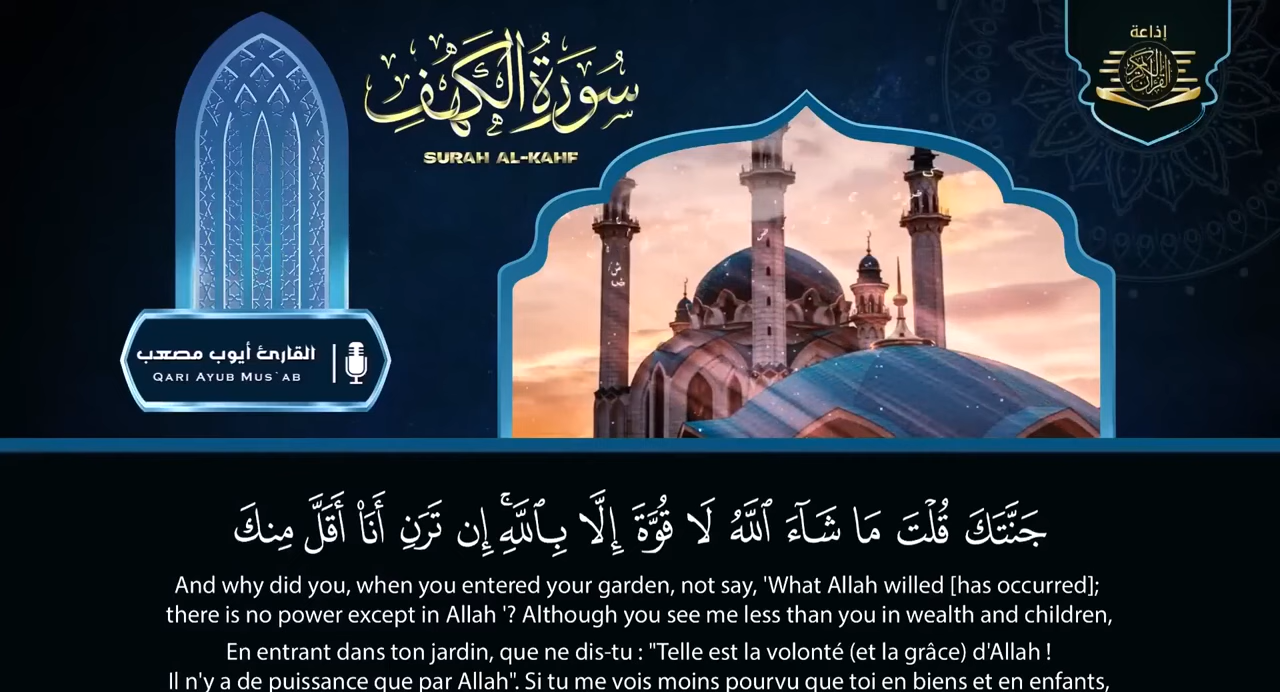 سُورَةُ الكَهْفِ
SURAH AL-KAHF
إذاعة
القرآن الكريم
القارئ أيوب مصعب
QARI AYUB MUS`AB
جَنَّتَكَ قُلْتَ مَا شَآءَ ٱللَّهُ لَا قُوَّةَ إِلَّا بِٱللَّهِۚ إِن تَرَنِ أَنَا۠ أَقَلَّ مِنكَ
And why did you, when you entered your garden, not say, 'What Allah willed [has occurred];
there is no power except in Allah '? Although you see me less than you in wealth and children,
En entrant dans ton jardin, que ne dis-tu : "Telle est la volonté (et la grâce) d'Allah !
Il n'y a de puissance que par Allah". Si tu me vois moins pourvu que toi en biens et en enfants,